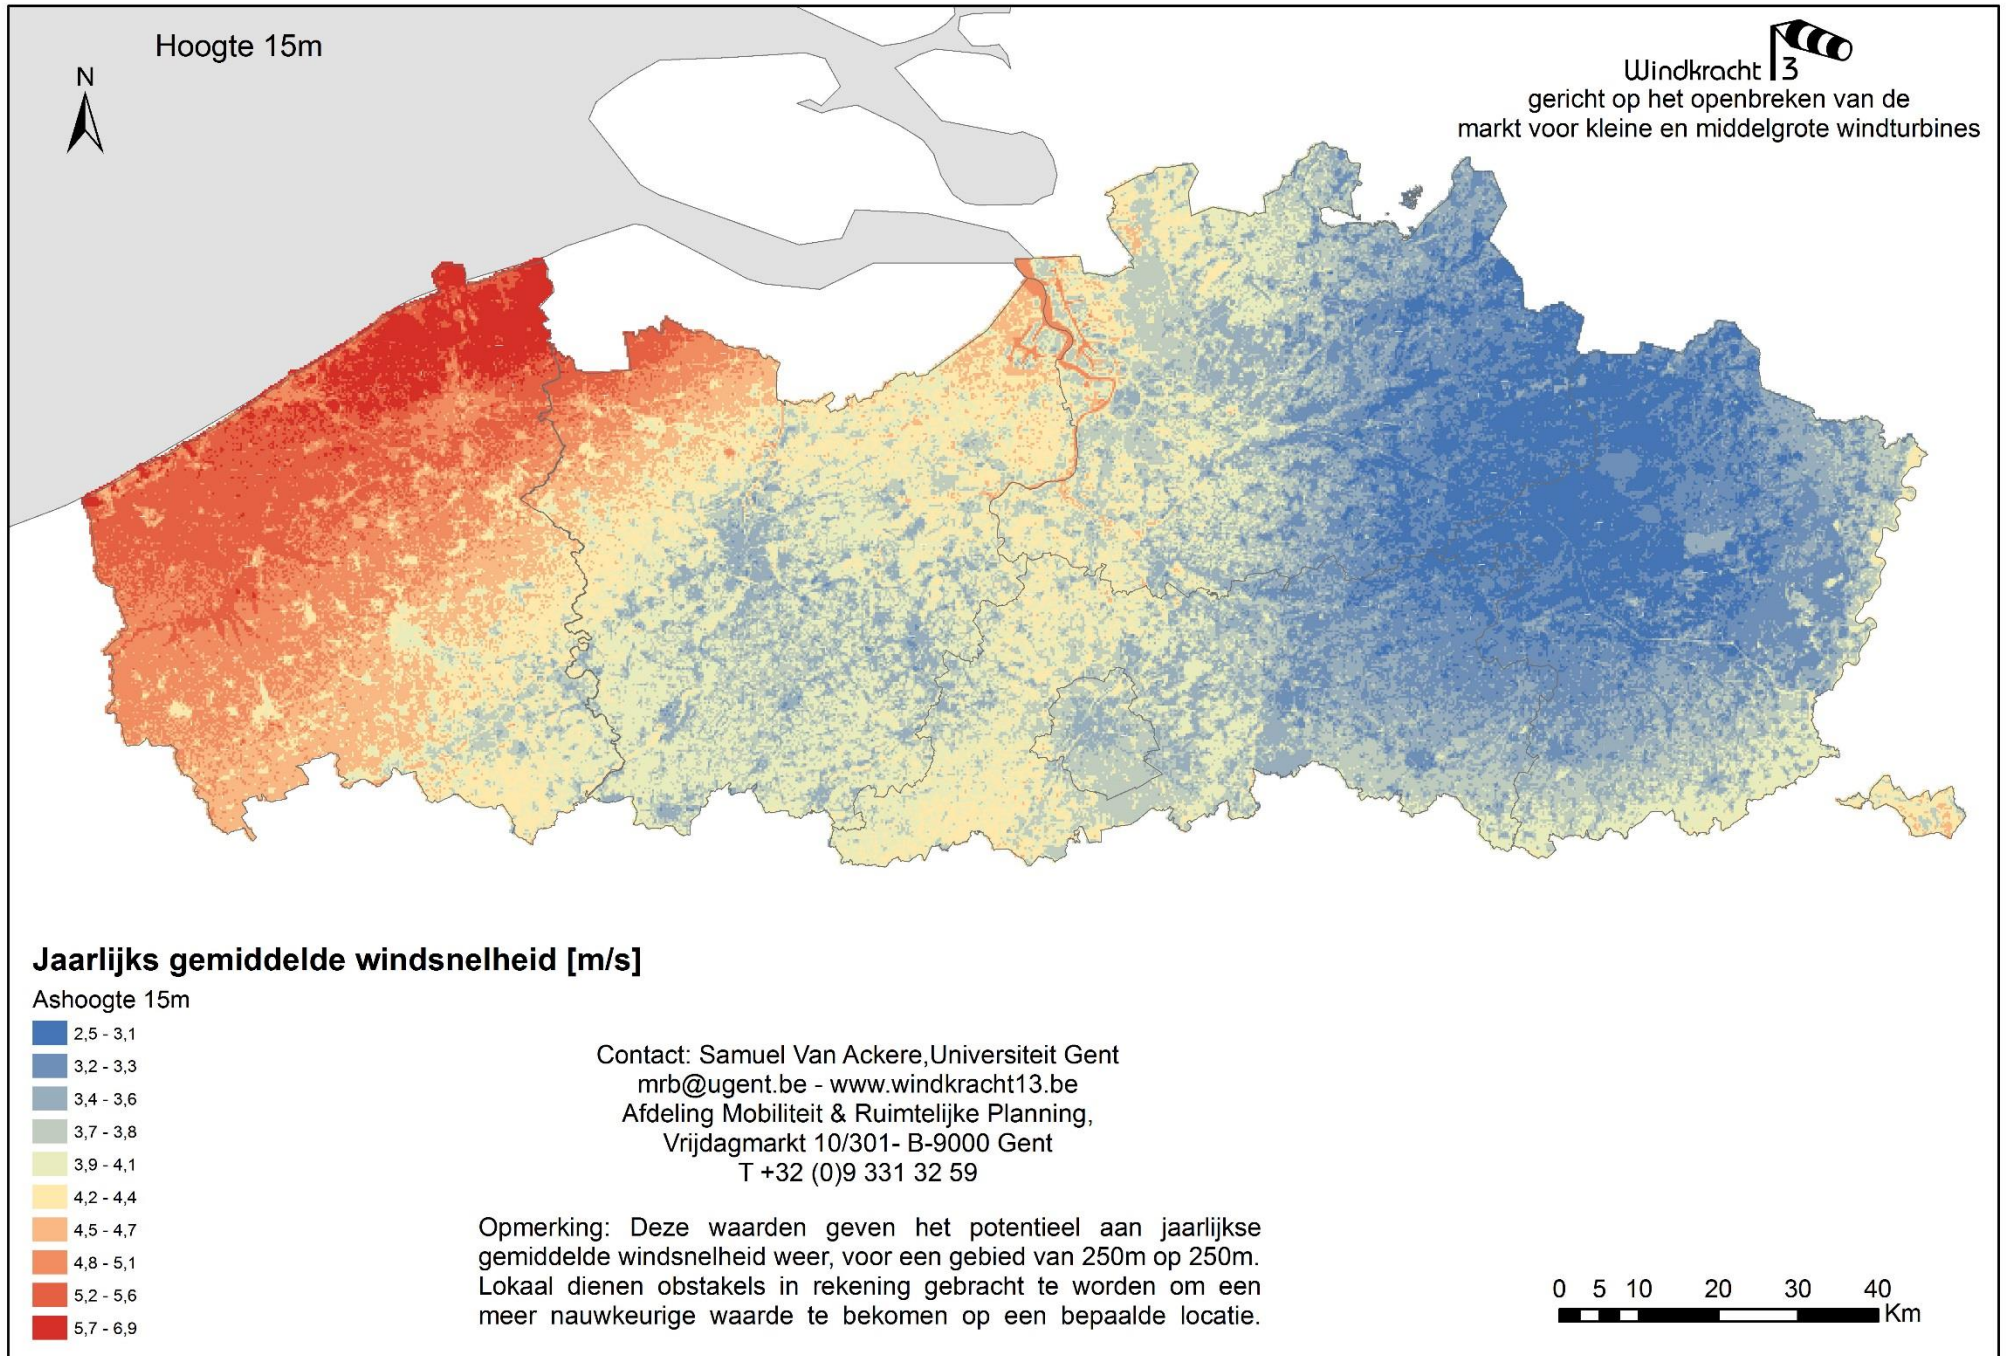 Hoogte 15m
N
Windkracht 13
gericht op het openbreken van de
markt voor kleine en middelgrote windturbines
Jaarlijks gemiddelde windsnelheid [m/s]
Ashoogte 15m
2,5 - 3,1
3,2 - 3,3
3,4 - 3,6
3,7 - 3,8
3,9 - 4,1
4,2 - 4,4
4,5 - 4,7
4,8 - 5,1
5,2 - 5,6
5,7 - 6,9
Contact: Samuel Van Ackere,Universiteit Gent
mrb@ugent.be - www.windkracht13.be
Afdeling Mobiliteit & Ruimtelijke Planning,
Vrijdagmarkt 10/301- B-9000 Gent
T +32 (0)9 331 32 59
Opmerking: Deze waarden geven het potentieel aan jaarlijkse
gemiddelde windsnelheid weer, voor een gebied van 250m op 250m.
Lokaal dienen obstakels in rekening gebracht te worden om een
meer nauwkeurige waarde te bekomen op een bepaalde locatie.
0 5 10 20 30 40
Km